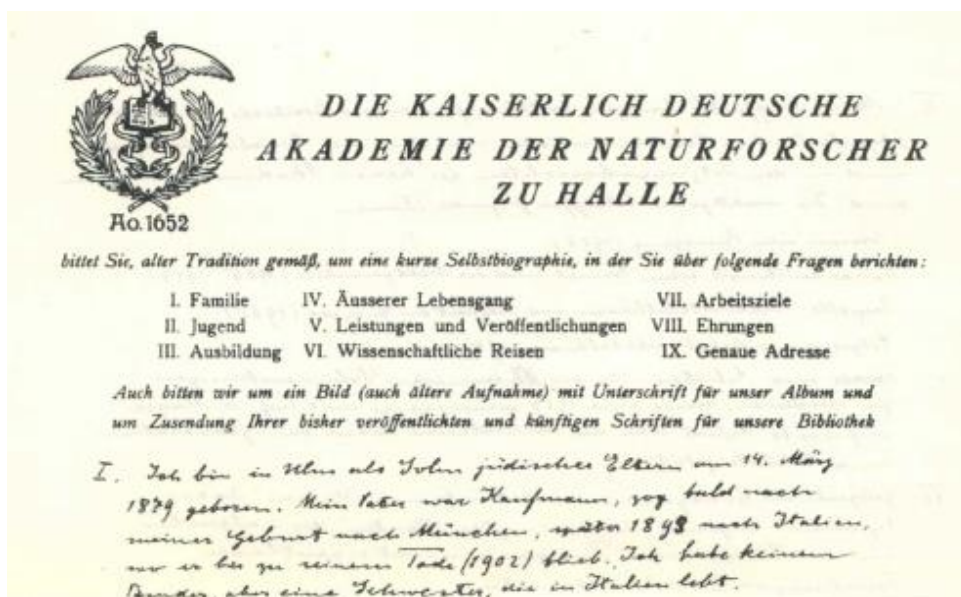 Ao. 1652
DIE KAISERLICH DEUTSCHE
AKADEMIE DER NATURFORSCHER
ZU HALLE
bittet Sie, alter Tradition gemäß, um eine kurze Selbstbiographie, in der Sie über folgende Fragen berichten:
I. Familie IV. Äusserer Lebensgang VII. Arbeitsziele
II. Jugend V. Leistungen und Veröffentlichungen VIII. Ehrungen
III. Ausbildung VI. Wissenschaftliche Reisen IX. Genaue Adresse
Auch bitten wir um ein Bild (auch ältere Aufnahme) mit Unterschrift für unser Album und
um Zusendung Ihrer bisher veröffentlichten und künftigen Schriften für unsere Bibliothek
I. Ich bin in Ulm als Sohn jüdischer Eltern am 14. März
1879 geboren. Mein Vater war Kaufmann, zog bald nach
meiner Geburt nach München, später 1893 nach Italien,
wo er bis zu seinem Tode (1902) blieb. Ich habe keinen
Bruder, aber eine Schwester, die in Italien lebt.